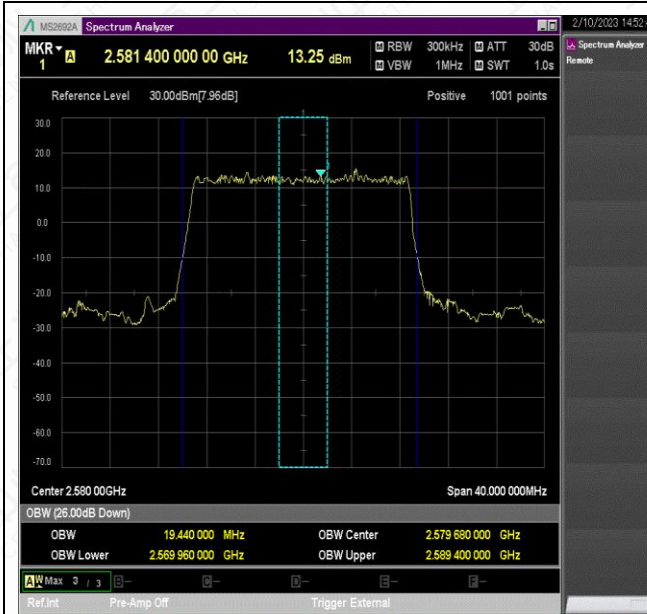 MS2692A Spectrum Analyzer
2/10/2023 14:52
MKR 1 A 2.581 400 000 00 GHz 13.25 dBm
M RBW 300kHz M ATT 30dB
M VBW 1MHz M SWT 1.0s
Spectrum Analyzer
Remote
Reference Level 30.00dBm[7.96dB] Positive 1001 points
30.0
20.0
10.0
0.0
-10.0
-20.0
-30.0
-40.0
-50.0
-60.0
-70.0
1
Center 2.580 00GHz Span 40.000 000MHz
OBW (26.00dB Down)
OBW 19.440 000 MHz OBW Center 2.579 680 000 GHz
OBW Lower 2.569 960 000 GHz OBW Upper 2.589 400 000 GHz
A W Max 3 / 3 B- C- D- E- F-
Ref.Int Pre-Amp Off Trigger External